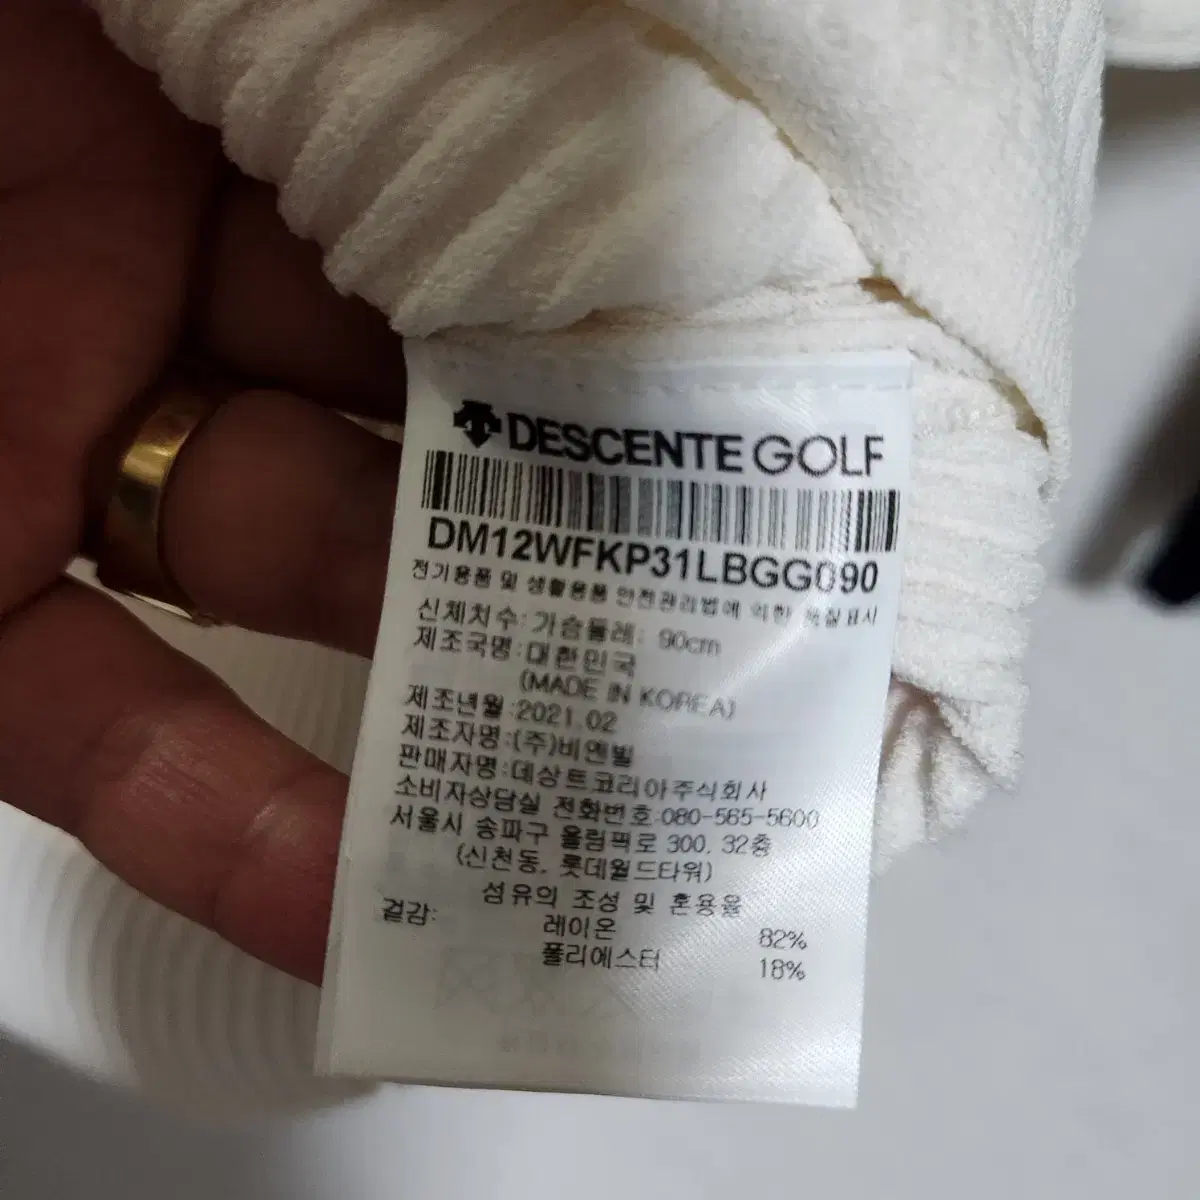 DESCENTE GOLF
DM12WFKP31LBGG090
전기용품 및 생활용품 안전관리법에 의한 품질표시
신체치수: 가슴둘레: 90cm
제조국명: 대한민국
(MADE IN KOREA)
제조년월: 2021.02
제조자명: (주)비앤빌
판매자명: 데상트코리아주식회사
소비자상담실 전화번호: 080-565-5600
서울시 송파구 올림픽로 300, 32층
(신천동, 롯데월드타워)
섬유의 조성 및 혼용율
겉감: 레이온 82%
폴리에스터 18%